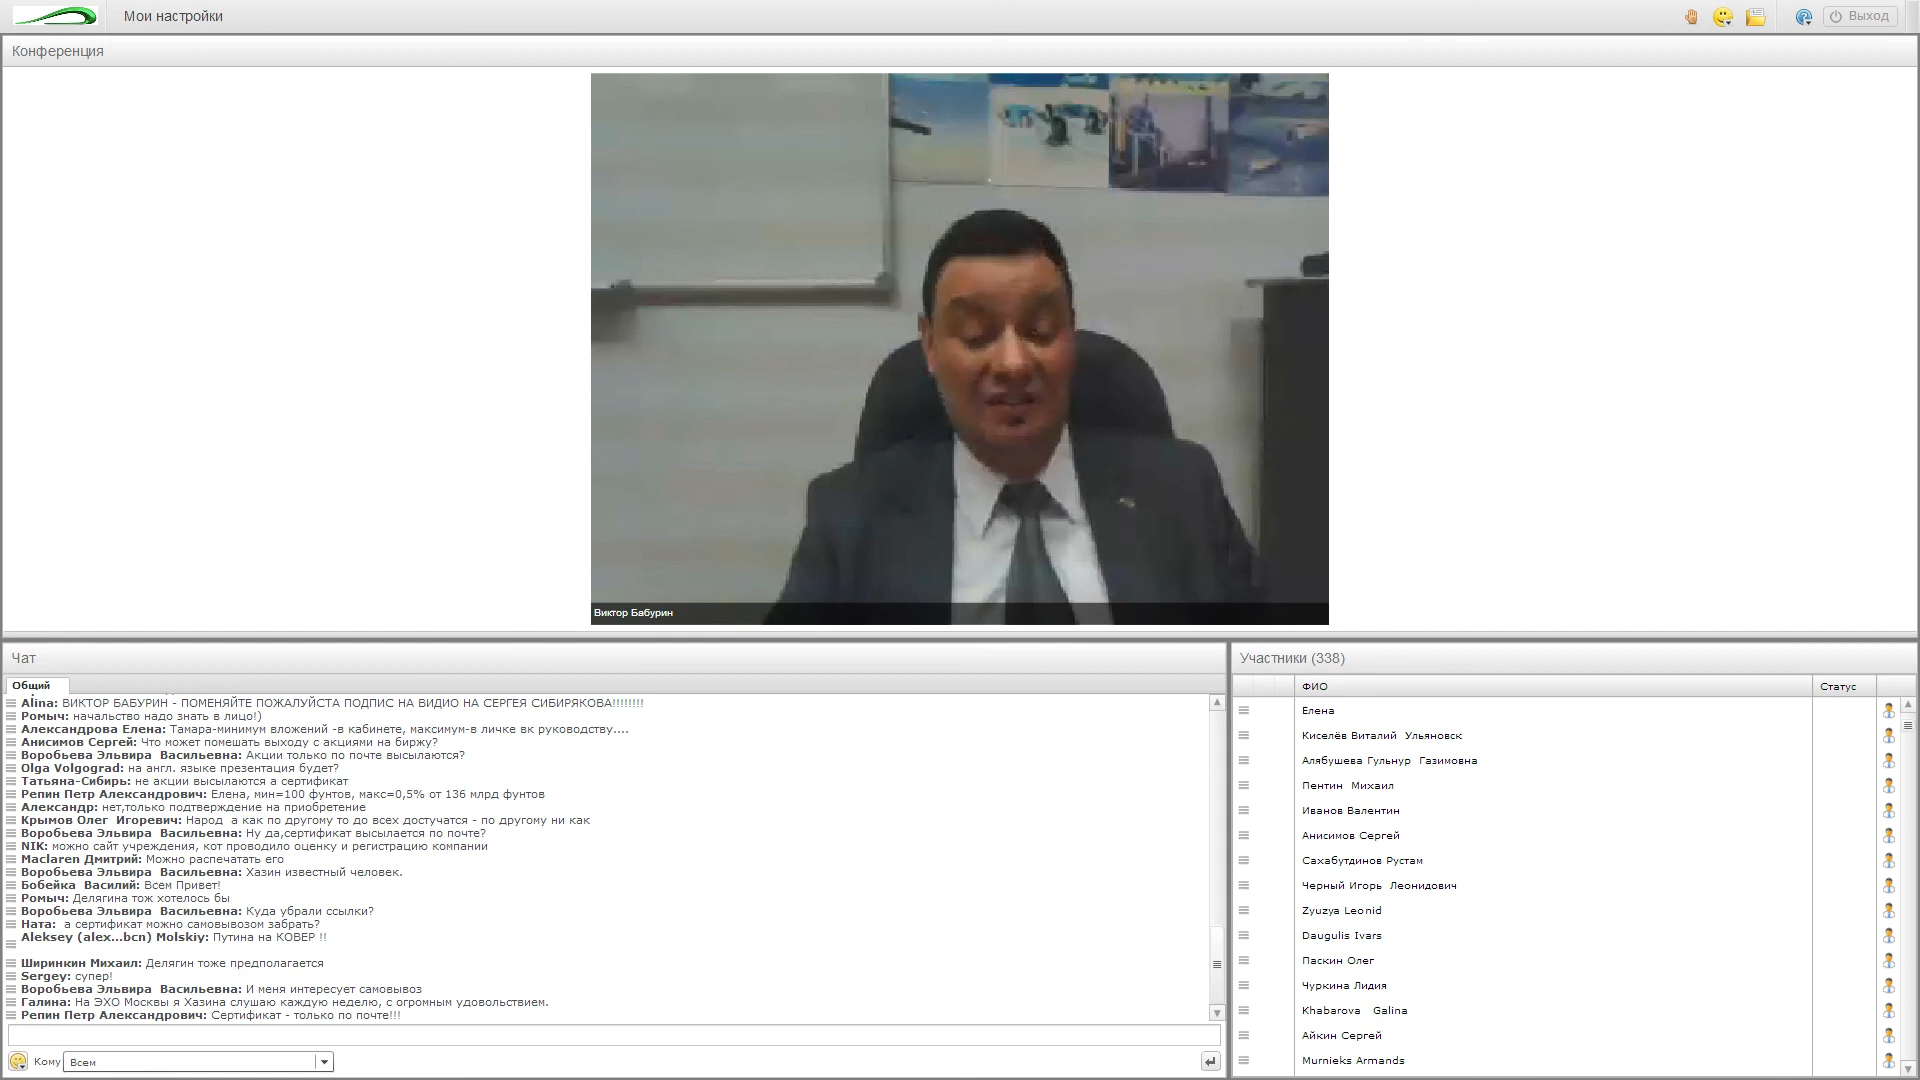 Мои настройки
Выход
Конференция
Виктор Бабурин
Чат
Общий
Alina: ВИКТОР БАБУРИН - ПОМЕНЯЙТЕ ПОЖАЛУЙСТА ПОДПИС НА ВИДИО НА СЕРГЕЯ СИБИРЯКОВА!!!!!!!!
Ромыч: начальство надо знать в лицо!)
Александрова Елена: Тамара-минимум вложений -в кабинете, максимум-в личке вк руководству....
Анисимов Сергей: Что может помешать выходу с акциями на биржу?
Воробьева Эльвира  Васильевна: Акции только по почте высылаются?
Olga Volgograd: на англ. языке презентация будет?
Татьяна-Сибирь: не акции высылаются а сертификат
Репин Петр Александрович: Елена, мин=100 фунтов, макс=0,5% от 136 млрд фунтов
Александр: нет,только подтверждение на приобретение
Крымов Олег  Игоревич: Народ  а как по другому то до всех достучатся - по другому ни как
Воробьева Эльвира  Васильевна: Ну да,сертификат высылается по почте?
NIK: можно сайт учреждения, кот проводило оценку и регистрацию компании
Maclaren Дмитрий: Можно распечатать его
Воробьева Эльвира  Васильевна: Хазин известный человек.
Бобейка  Василий: Всем Привет!
Ромыч: Делягина тож хотелось бы
Воробьева Эльвира  Васильевна: Куда убрали ссылки?
Ната:  а сертификат можно самовывозом забрать?
Aleksey (alex...bcn) Molskiy: Путина на КОВЕР !!
Ширинкин Михаил: Делягин тоже предполагается
Sergey: супер!
Воробьева Эльвира  Васильевна: И меня интересует самовывоз
Галина: На ЭХО Москвы я Хазина слушаю каждую неделю, с огромным удовольствием.
Репин Петр Александрович: Сертификат - только по почте!!!
Кому Всем
Участники (338)
ФИО Статус
Елена
Киселёв Виталий  Ульяновск
Алябушева Гульнур  Газимовна
Пентин  Михаил
Иванов Валентин
Анисимов Сергей
Сахабутдинов Рустам
Черный Игорь  Леонидович
Zyuzya Leonid
Daugulis Ivars
Паскин Олег
Чуркина Лидия
Khabarova  Galina
Айкин Сергей
Murnieks Armands